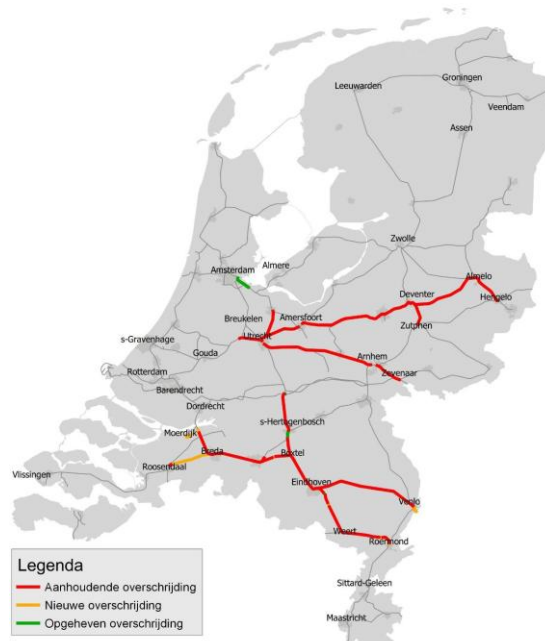 Groningen
Leeuwarden
Veendam
Assen
Zwolle
Amsterdam
Almere
Almelo
Deventer
Hengelo
Breukelen
Amersfoort
Utrecht
Zutphen
s-Gravenhage
Gouda
Arnhem
Zevenaar
Rotterdam
Barendrecht
Dordrecht
s-Hertogenbosch
Moerdijk
Breda
Boxtel
Roosendaal
Vlissingen
Eindhoven
Venlo
Weert
Roermond
Sittard-Geleen
Maastricht
Legenda
Aanhoudende overschrijding
Nieuwe overschrijding
Opgeheven overschrijding